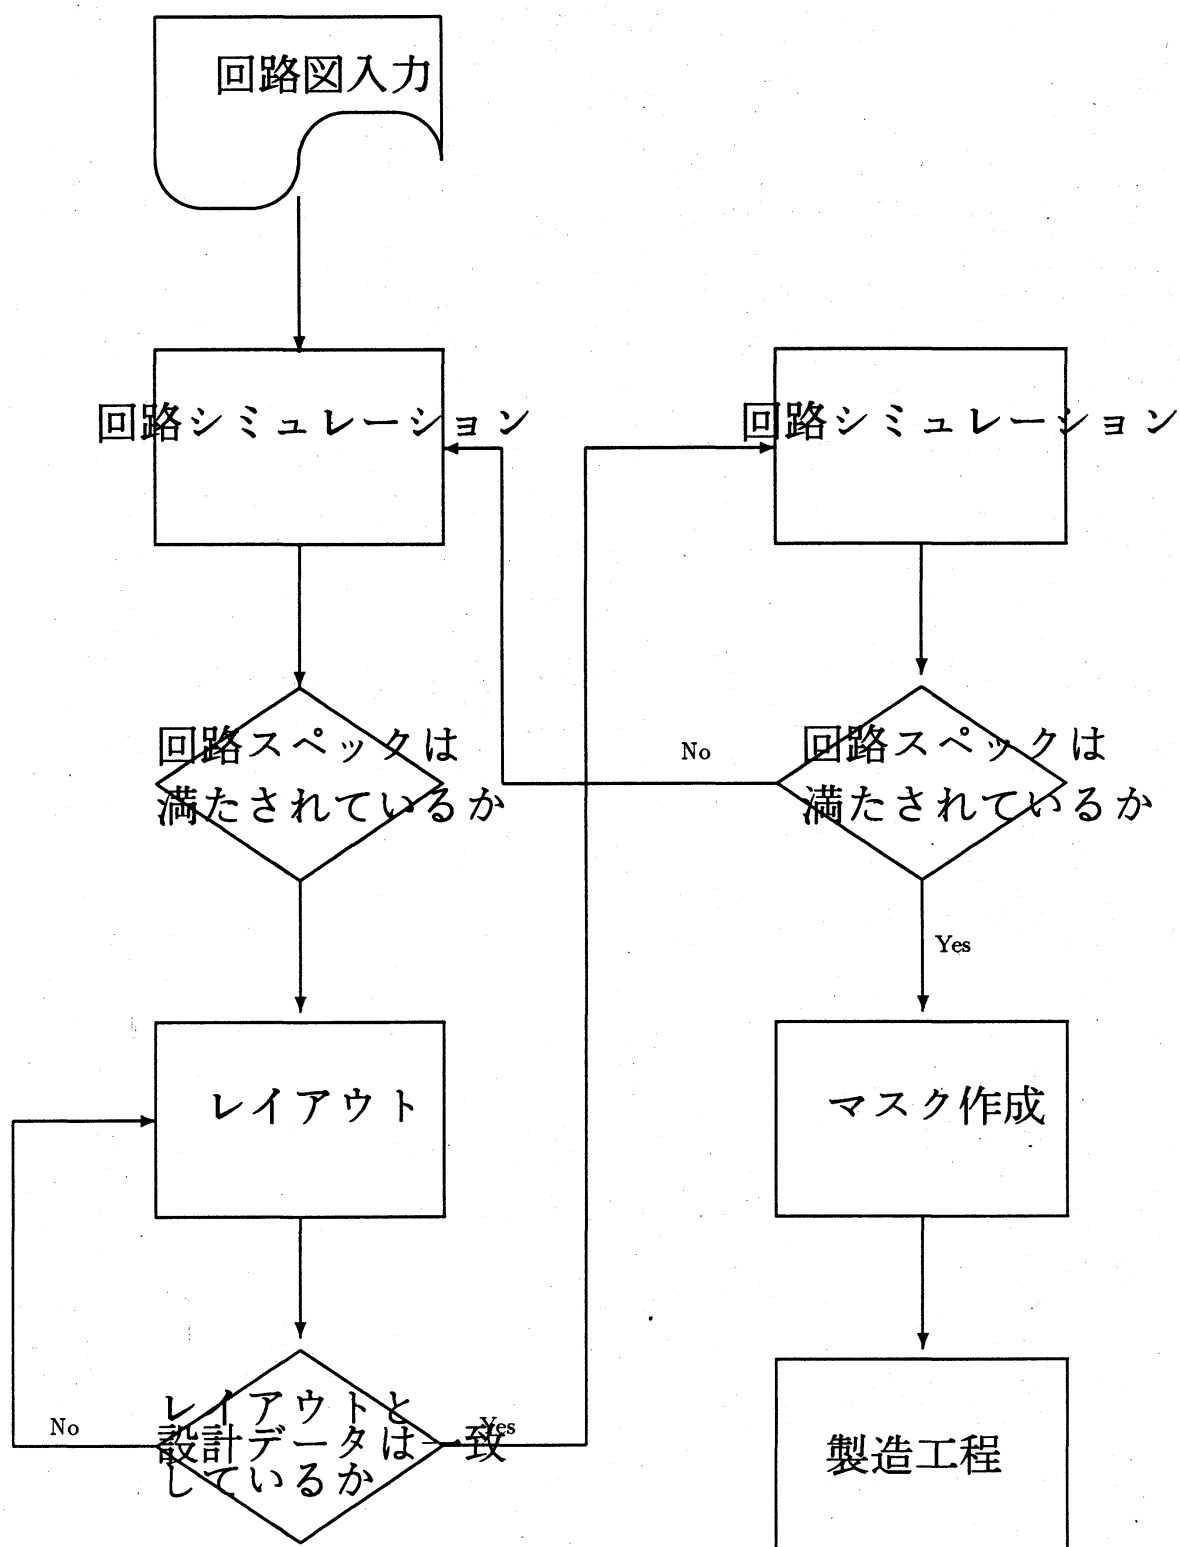 回路図入力
回路シミュレーション
回路スペックは
満たされているか
レイアウト
No
レイアウトと
設計データは一致
しているか
Yes
回路シミュレーション
No
回路スペックは
満たされているか
Yes
マスク作成
製造工程